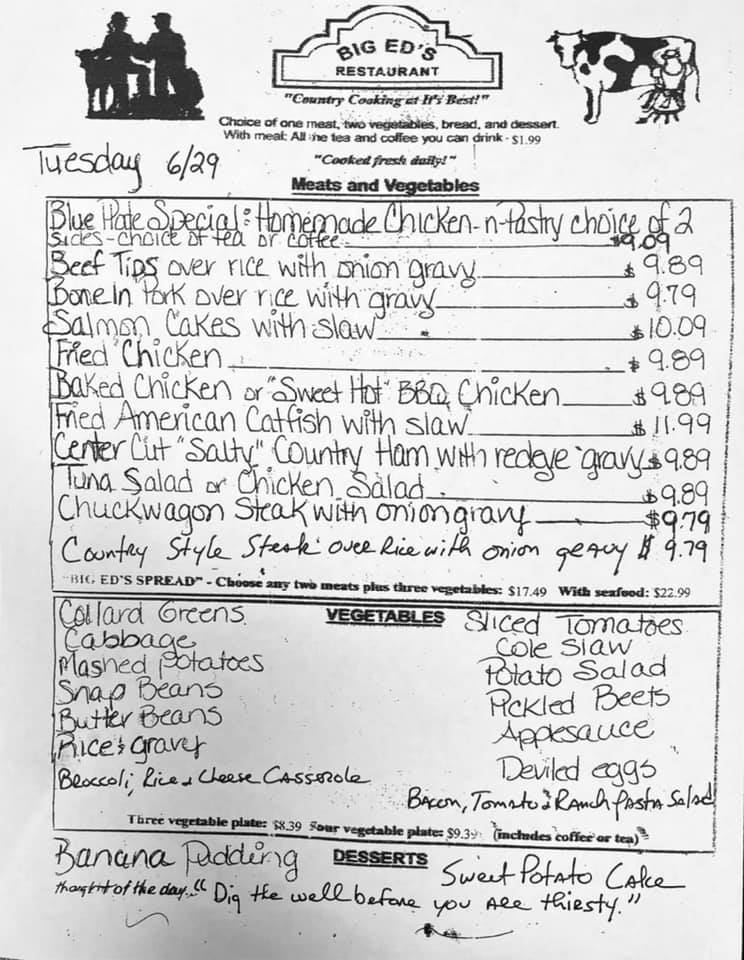 BIG ED'S
RESTAURANT
"Country Cooking at It's Best!"
Choice of one meat, two vegetables, bread, and dessert.
With meal: All the tea and coffee you can drink - $1.99
"Cooked fresh daily!"
Tuesday 6/29
Meats and Vegetables
Blue Plate Special: Homemade Chicken-n-Pastry choice of 2
sides - choice of tea or coffee $9.09
Beef Tips over rice with onion gravy $9.89
Bone In Pork over rice with gravy $9.79
Salmon Cakes with slaw $10.09
Fried Chicken $9.89
Baked Chicken or "Sweet Hot" BBQ Chicken $9.89
Fried American Catfish with slaw $11.99
Center Cut "Salty" Country Ham with redeye gravy $9.89
Tuna Salad or Chicken Salad $9.89
Chuckwagon Steak with onion gravy $9.79
Country Style Steak over Rice with onion gravy $9.79
"BIG ED'S SPREAD" - Choose any two meats plus three vegetables: $17.49 With seafood: $22.99
VEGETABLES
Collard Greens
Cabbage
Mashed potatoes
Snap Beans
Butter Beans
Rice & gravy
Broccoli, Rice & Cheese Casserole
Sliced Tomatoes
Cole Slaw
Potato Salad
Pickled Beets
Applesauce
Deviled eggs
Bacon, Tomato & Ranch Pasta Salad
Three vegetable plate: $8.39 Four vegetable plate: $9.39 (includes coffee or tea)
DESSERTS
Banana Pudding
Sweet Potato Cake
thought of the day.. "Dig the well before you are thirsty."